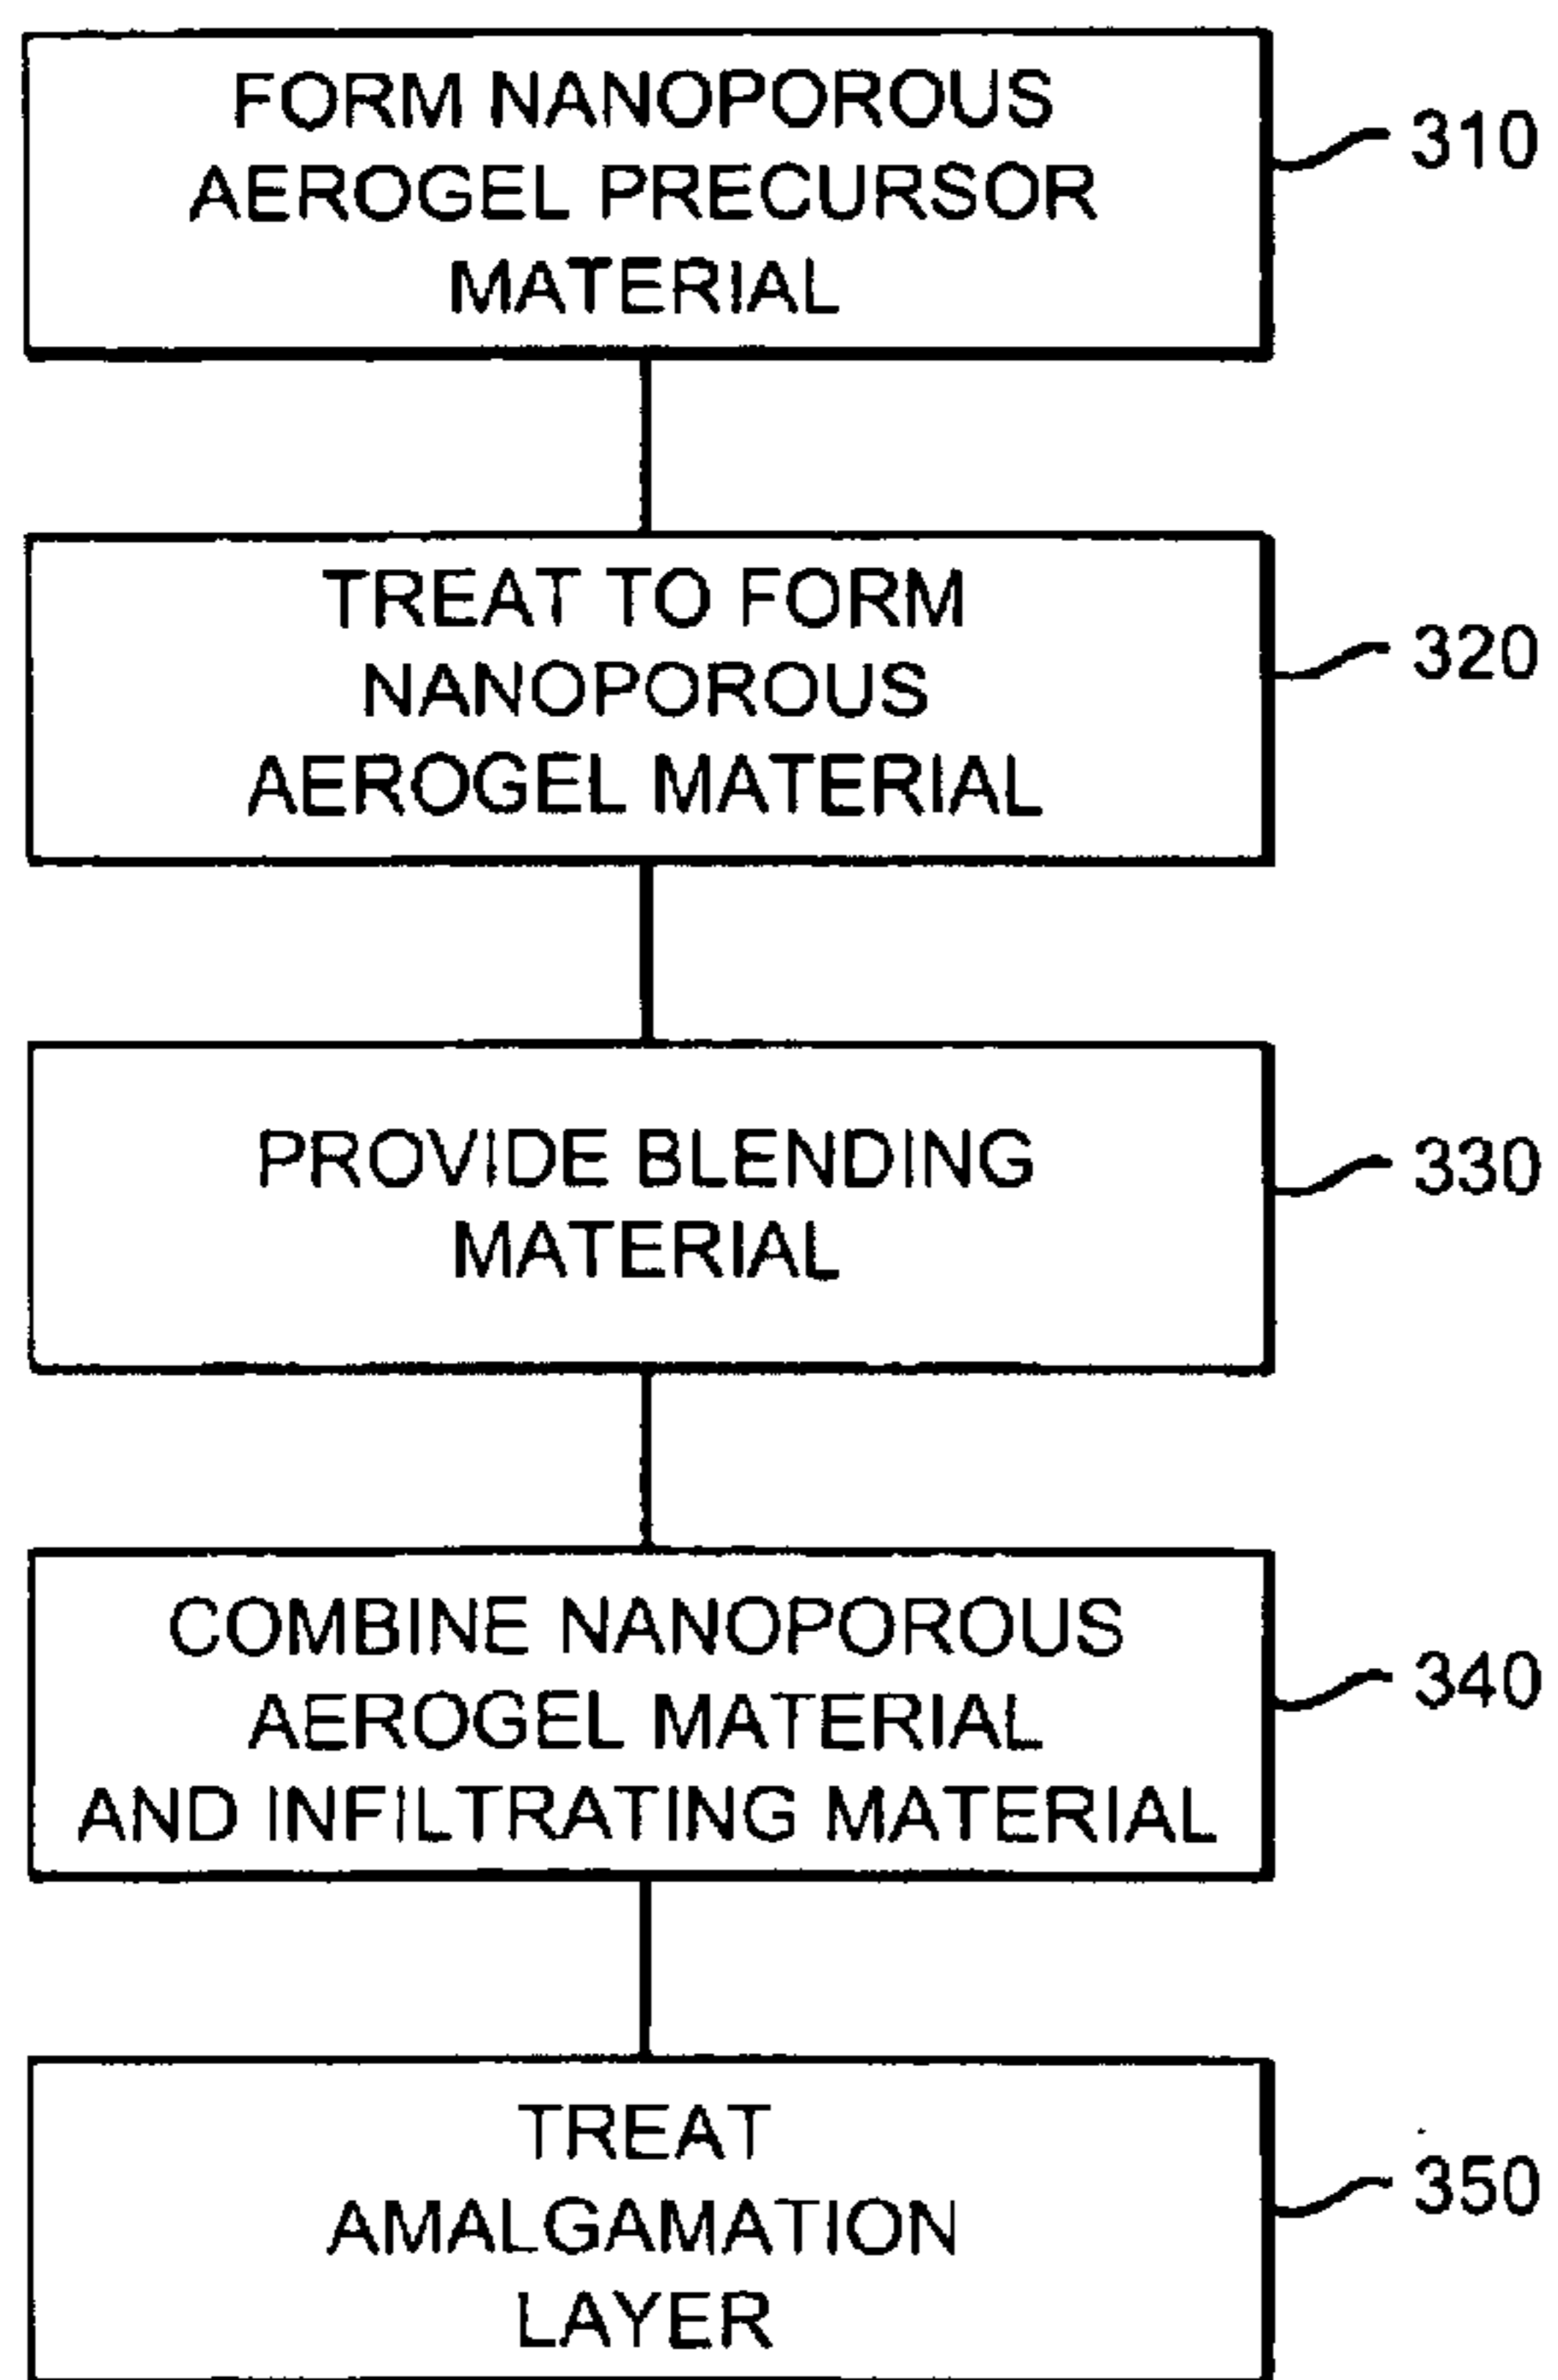 FORM NANOPOROUS
AEROGEL PRECURSOR
MATERIAL
310
TREAT TO FORM
NANOPOROUS
AEROGEL MATERIAL
320
PROVIDE BLENDING
MATERIAL
330
COMBINE NANOPOROUS
AEROGEL MATERIAL
AND INFILTRATING MATERIAL
340
TREAT
AMALGAMATION
LAYER
350